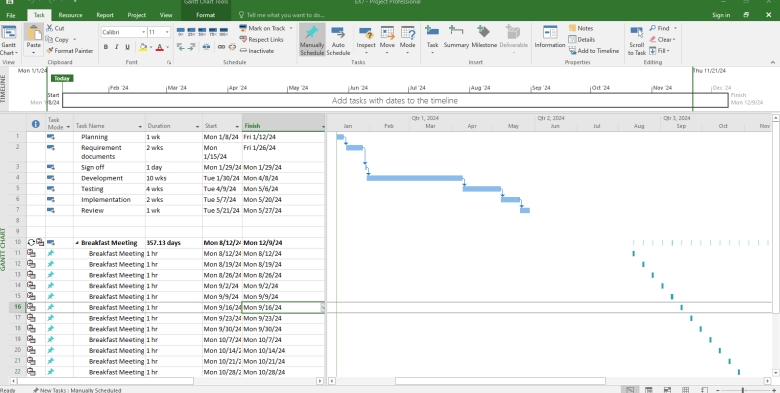 Gantt Chart Tools
EX7 - Project Professional
File Task Resource Report Project View Format Tell me what you want to do... Sign in
Gantt Chart
View
Paste
Cut
Copy
Format Painter
Clipboard
Calibri 11
B I U
Font
Mark on Track
Respect Links
Inactivate
Schedule
Manually Schedule
Auto Schedule
Inspect
Move
Mode
Tasks
Task
Summary
Milestone
Deliverable
Insert
Information
Notes
Details
Add to Timeline
Properties
Scroll to Task
Find
Clear
Fill
Editing
TIMELINE
Mon 1/1/24
Today
Thu 11/21/24
Start
Mon 1/8/24
Feb '24 Mar '24 Apr '24 May '24 Jun '24 Jul '24 Aug '24 Sep '24 Oct '24 Nov '24 Dec '24
Add tasks with dates to the timeline
Finish
Mon 12/9/24
GANTT CHART
Task Mode Task Name Duration Start Finish
Qtr 1, 2024 Qtr 2, 2024 Qtr 3, 2024
Jan Feb Mar Apr May Jun Jul Aug Sep Oct Nov
1 Planning 1 wk Mon 1/8/24 Fri 1/12/24
2 Requirement documents 2 wks Mon 1/15/24 Fri 1/26/24
3 Sign off 1 day Mon 1/29/24 Mon 1/29/24
4 Development 10 wks Tue 1/30/24 Mon 4/8/24
5 Testing 4 wks Tue 4/9/24 Mon 5/6/24
6 Implementation 2 wks Tue 5/7/24 Mon 5/20/24
7 Review 1 wk Tue 5/21/24 Mon 5/27/24
8
9
10 Breakfast Meeting 357.13 days Mon 8/12/24 Mon 12/9/24
11 Breakfast Meeting 1 hr Mon 8/12/24 Mon 8/12/24
12 Breakfast Meeting 1 hr Mon 8/19/24 Mon 8/19/24
13 Breakfast Meeting 1 hr Mon 8/26/24 Mon 8/26/24
14 Breakfast Meeting 1 hr Mon 9/2/24 Mon 9/2/24
15 Breakfast Meeting 1 hr Mon 9/9/24 Mon 9/9/24
16 Breakfast Meeting 1 hr Mon 9/16/24 Mon 9/16/24
17 Breakfast Meeting 1 hr Mon 9/23/24 Mon 9/23/24
18 Breakfast Meeting 1 hr Mon 9/30/24 Mon 9/30/24
19 Breakfast Meeting 1 hr Mon 10/7/24 Mon 10/7/24
20 Breakfast Meeting 1 hr Mon 10/14/2 Mon 10/14/24
21 Breakfast Meeting 1 hr Mon 10/21/2 Mon 10/21/24
22 Breakfast Meeting 1 hr Mon 10/28/2 Mon 10/28/24
Ready New Tasks : Manually Scheduled